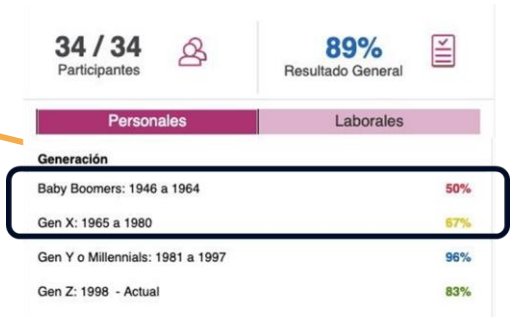 34 / 34
Participantes
89%
Resultado General
Personales
Laborales
Generación
Baby Boomers: 1946 a 1964 50%
Gen X: 1965 a 1980 67%
Gen Y o Millennials: 1981 a 1997 96%
Gen Z: 1998 - Actual 83%